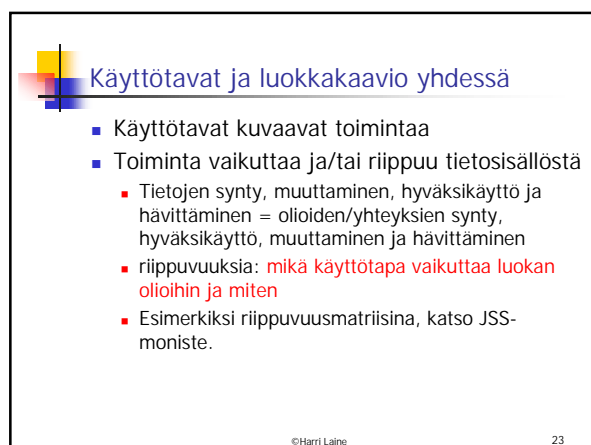 Käyttötavat ja luokkakaavio yhdessä
Käyttötavat kuvaavat toimintaa
Toiminta vaikuttaa ja/tai riippuu tietosisällöstä
Tietojen synty, muuttaminen, hyväksikäyttö ja
hävittäminen = olioiden/yhteyksien synty,
hyväksikäyttö, muuttaminen ja hävittäminen
riippuvuuksia: mikä käyttötapa vaikuttaa luokan
olioihin ja miten
Esimerkiksi riippuvuusmatriisina, katso JSS-
moniste.
©Harri Laine 23